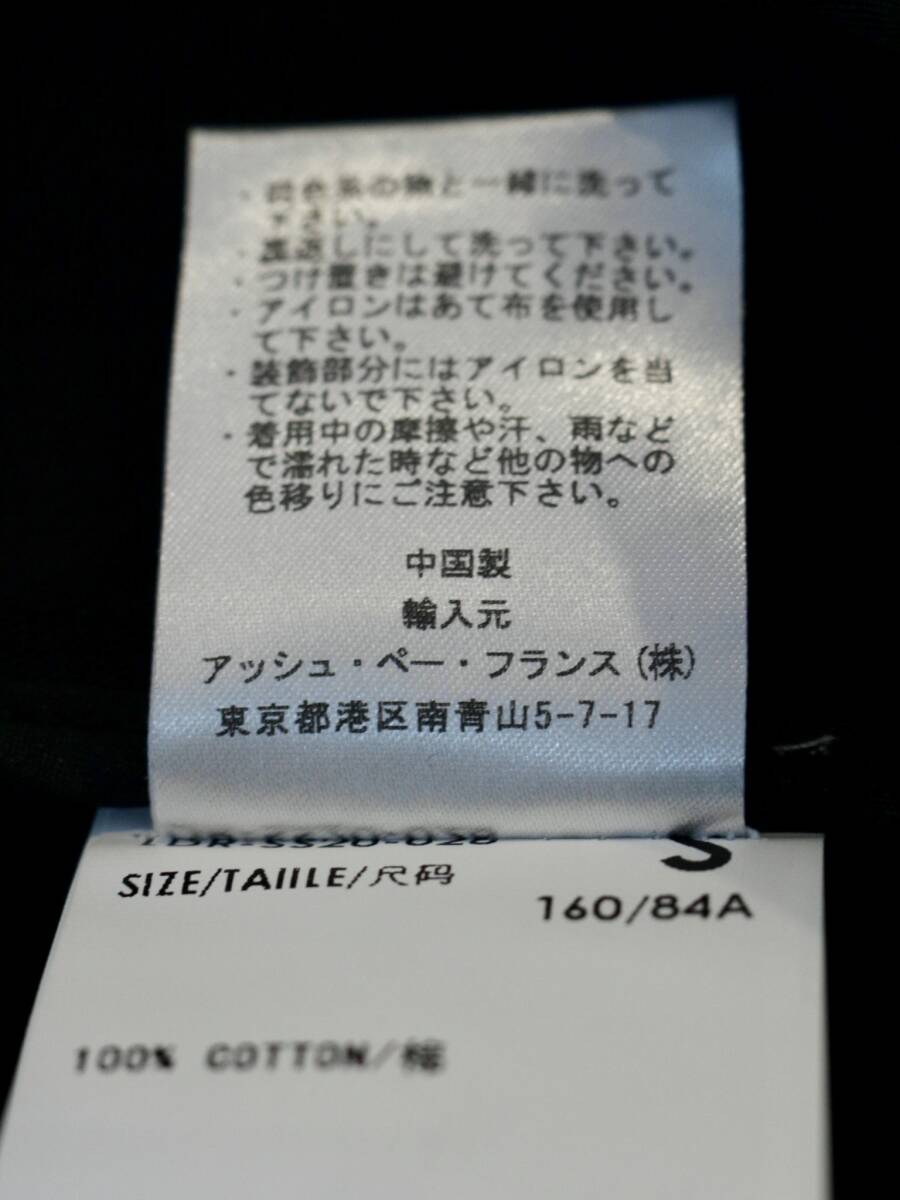 ・同色系の物と一緒に洗って
下さい。
・裏返しにして洗って下さい。
・つけ置きは避けてください。
・アイロンはあて布を使用し
て下さい。
・装飾部分にはアイロンを当
てないで下さい。
・着用中の摩擦や汗、雨など
で濡れた時など他の物への
色移りにご注意下さい。
中国製
輸入元
アッシュ・ペー・フランス(株)
東京都港区南青山5-7-17
S
SIZE/TAIILE/尺码
160/84A
100% COTTON/棉